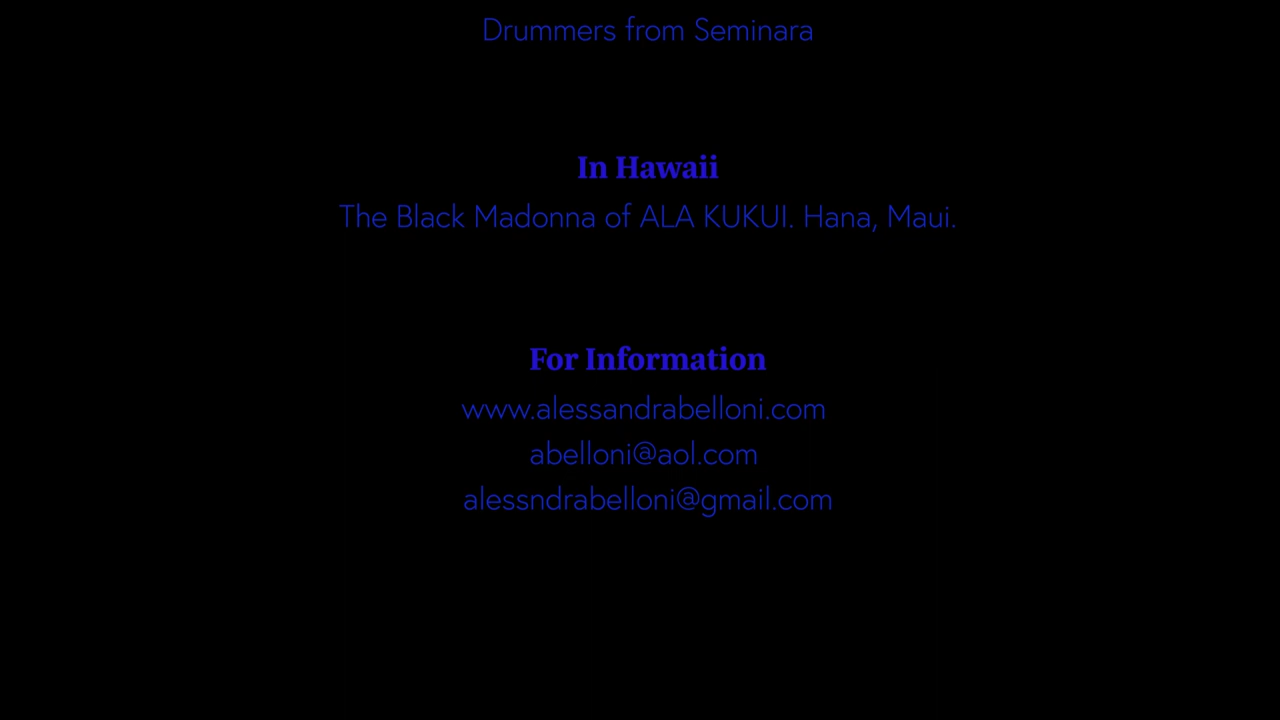 Drummers from Seminara
In Hawaii
The Black Madonna of ALA KUKUI. Hana, Maui.
For Information
www.alessandrabelloni.com
abelloni@aol.com
alessndrabelloni@gmail.com